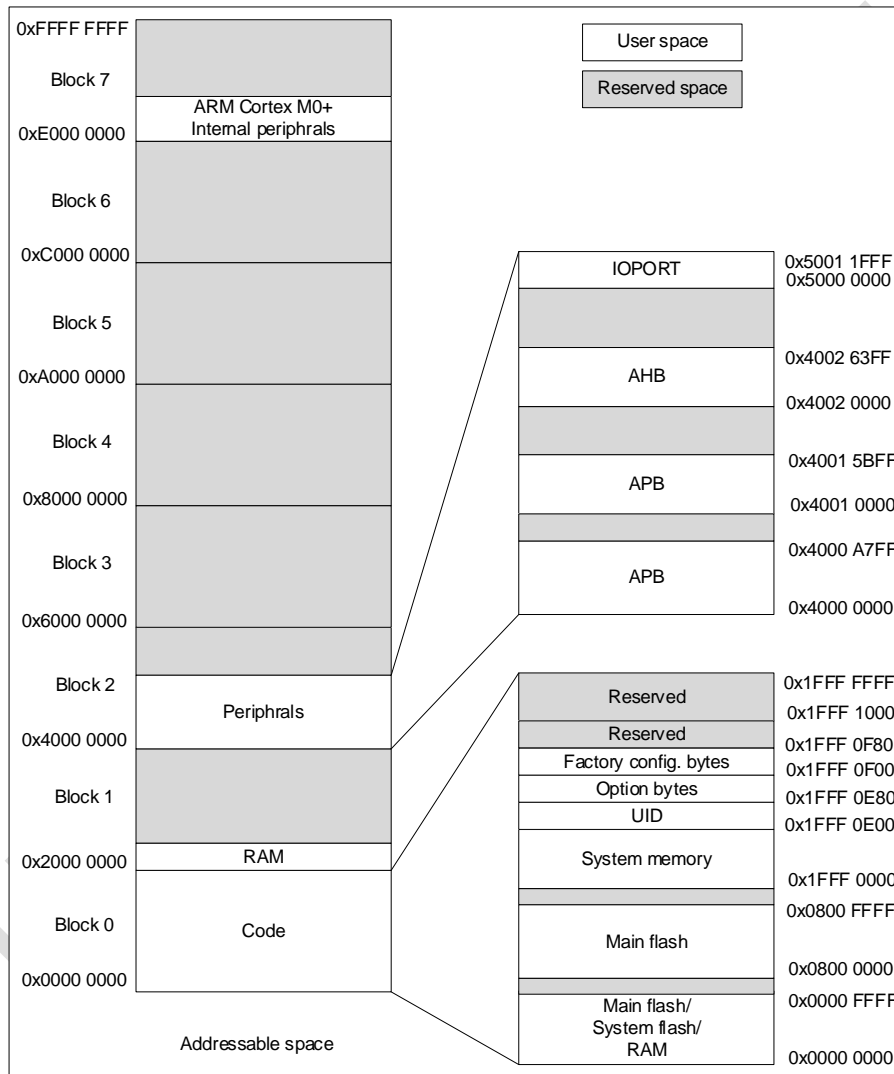 0xFFFF FFFF
Block 7
ARM Cortex M0+
Internal periphrals
0xE000 0000
Block 6
0xC000 0000
Block 5
0xA000 0000
Block 4
0x8000 0000
Block 3
0x6000 0000
Block 2
Periphrals
0x4000 0000
Block 1
0x2000 0000
RAM
Block 0
Code
0x0000 0000
Addressable space
User space
Reserved space
IOPORT
0x5001 1FFF
0x5000 0000
AHB
0x4002 63FF
0x4002 0000
APB
0x4001 5BFF
0x4001 0000
APB
0x4000 A7FF
0x4000 0000
Reserved
0x1FFF FFFF
0x1FFF 1000
Reserved
0x1FFF 0F80
Factory config. bytes
0x1FFF 0F00
Option bytes
0x1FFF 0E80
UID
0x1FFF 0E00
System memory
0x1FFF 0000
0x0800 FFFF
Main flash
0x0800 0000
Main flash/
System flash/
RAM
0x0000 FFFF
0x0000 0000